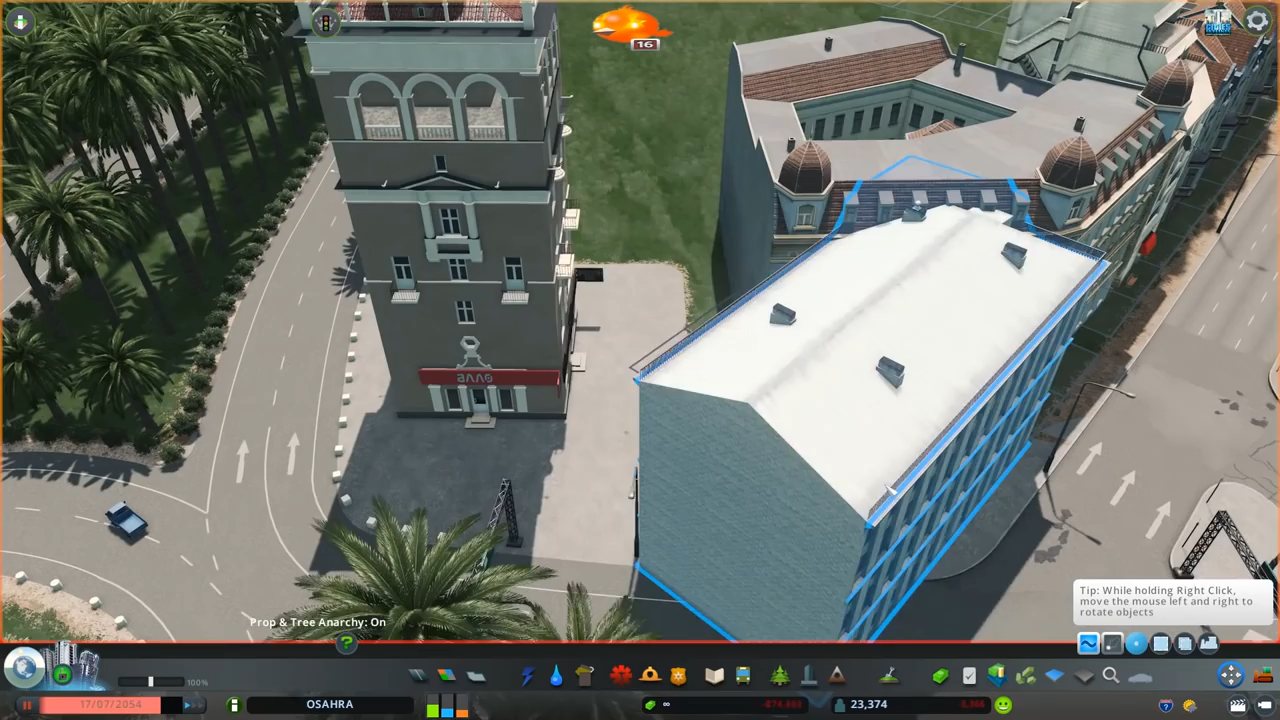 16
алло
Tip: While holding Right Click,
move the mouse left and right to
rotate objects
Prop & Tree Anarchy: On
?
100%
17/07/2054
OSAHRA
∞
23,374
?